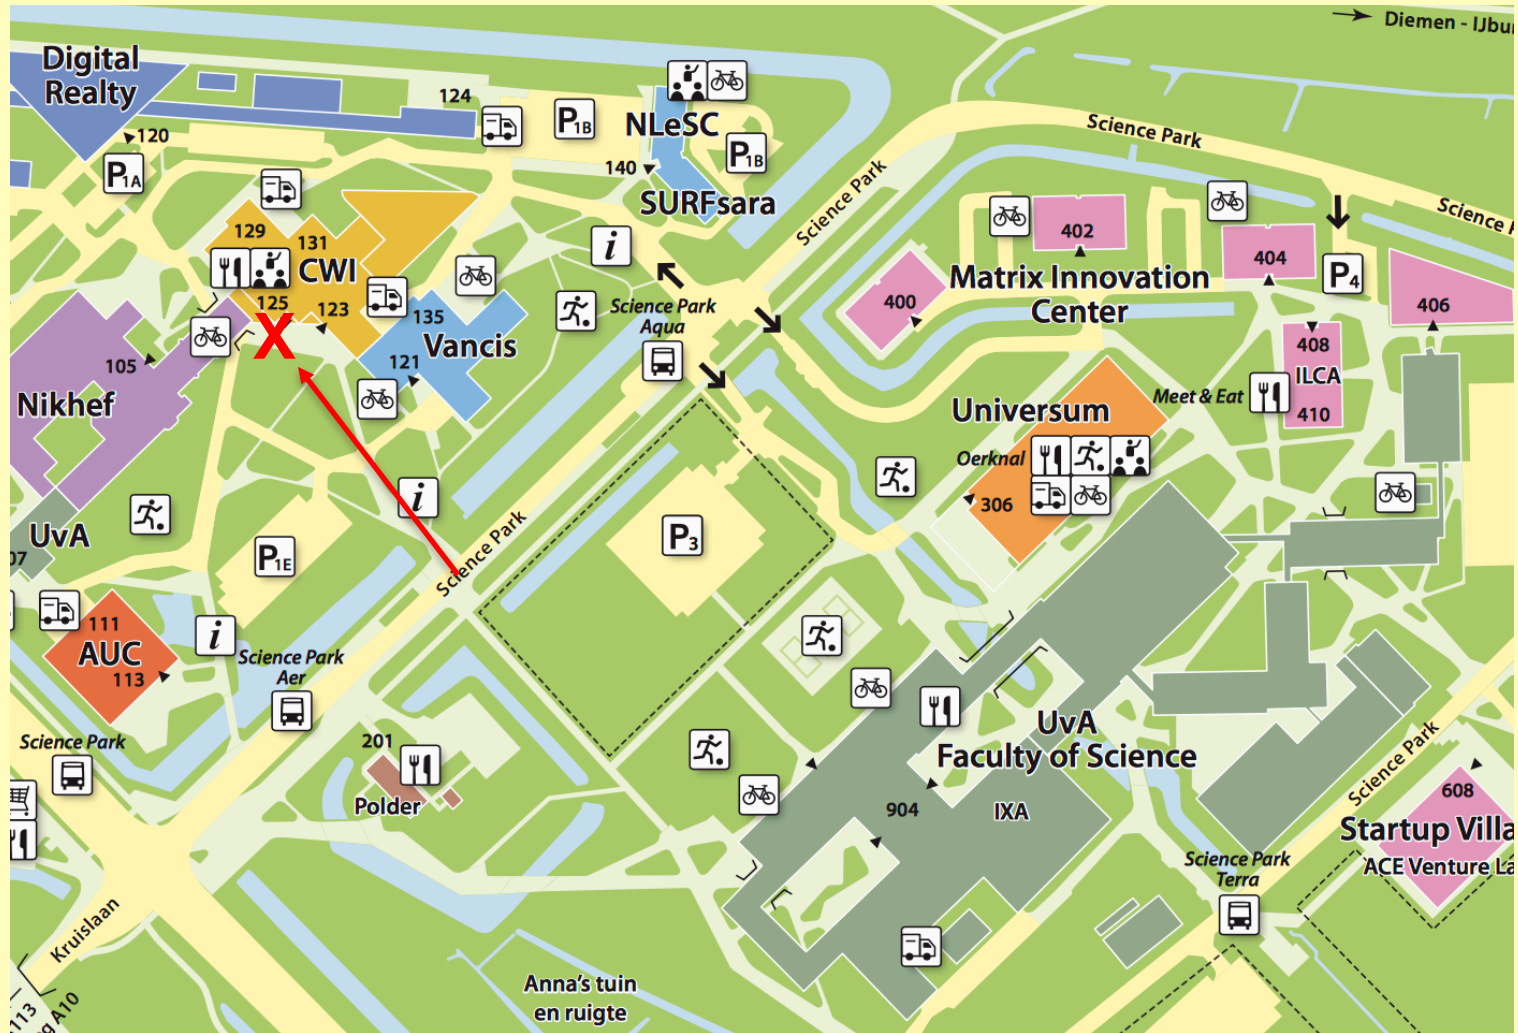 Diemen - IJbur
Digital
Realty
124
P1B
NLeSC
Science Park
120
P1A
140
P1B
SURFsara
Science Park
Science P
129
131
CWI
i
402
404
P4
Matrix Innovation
Center
400
406
125
123
135
Vancis
Science Park
Aqua
105
121
408
ILCA
410
Nikhef
X
Meet & Eat
Universum
Oerknal
306
i
UvA
07
P1E
Science Park
P3
111
AUC
113
i
Science Park
Aer
Science Park
201
Polder
UvA
Faculty of Science
904
IXA
Science Park
608
Startup Villa
ACE Venture La
Science Park
Terra
Kruislaan
113
g A10
Anna's tuin
en ruigte